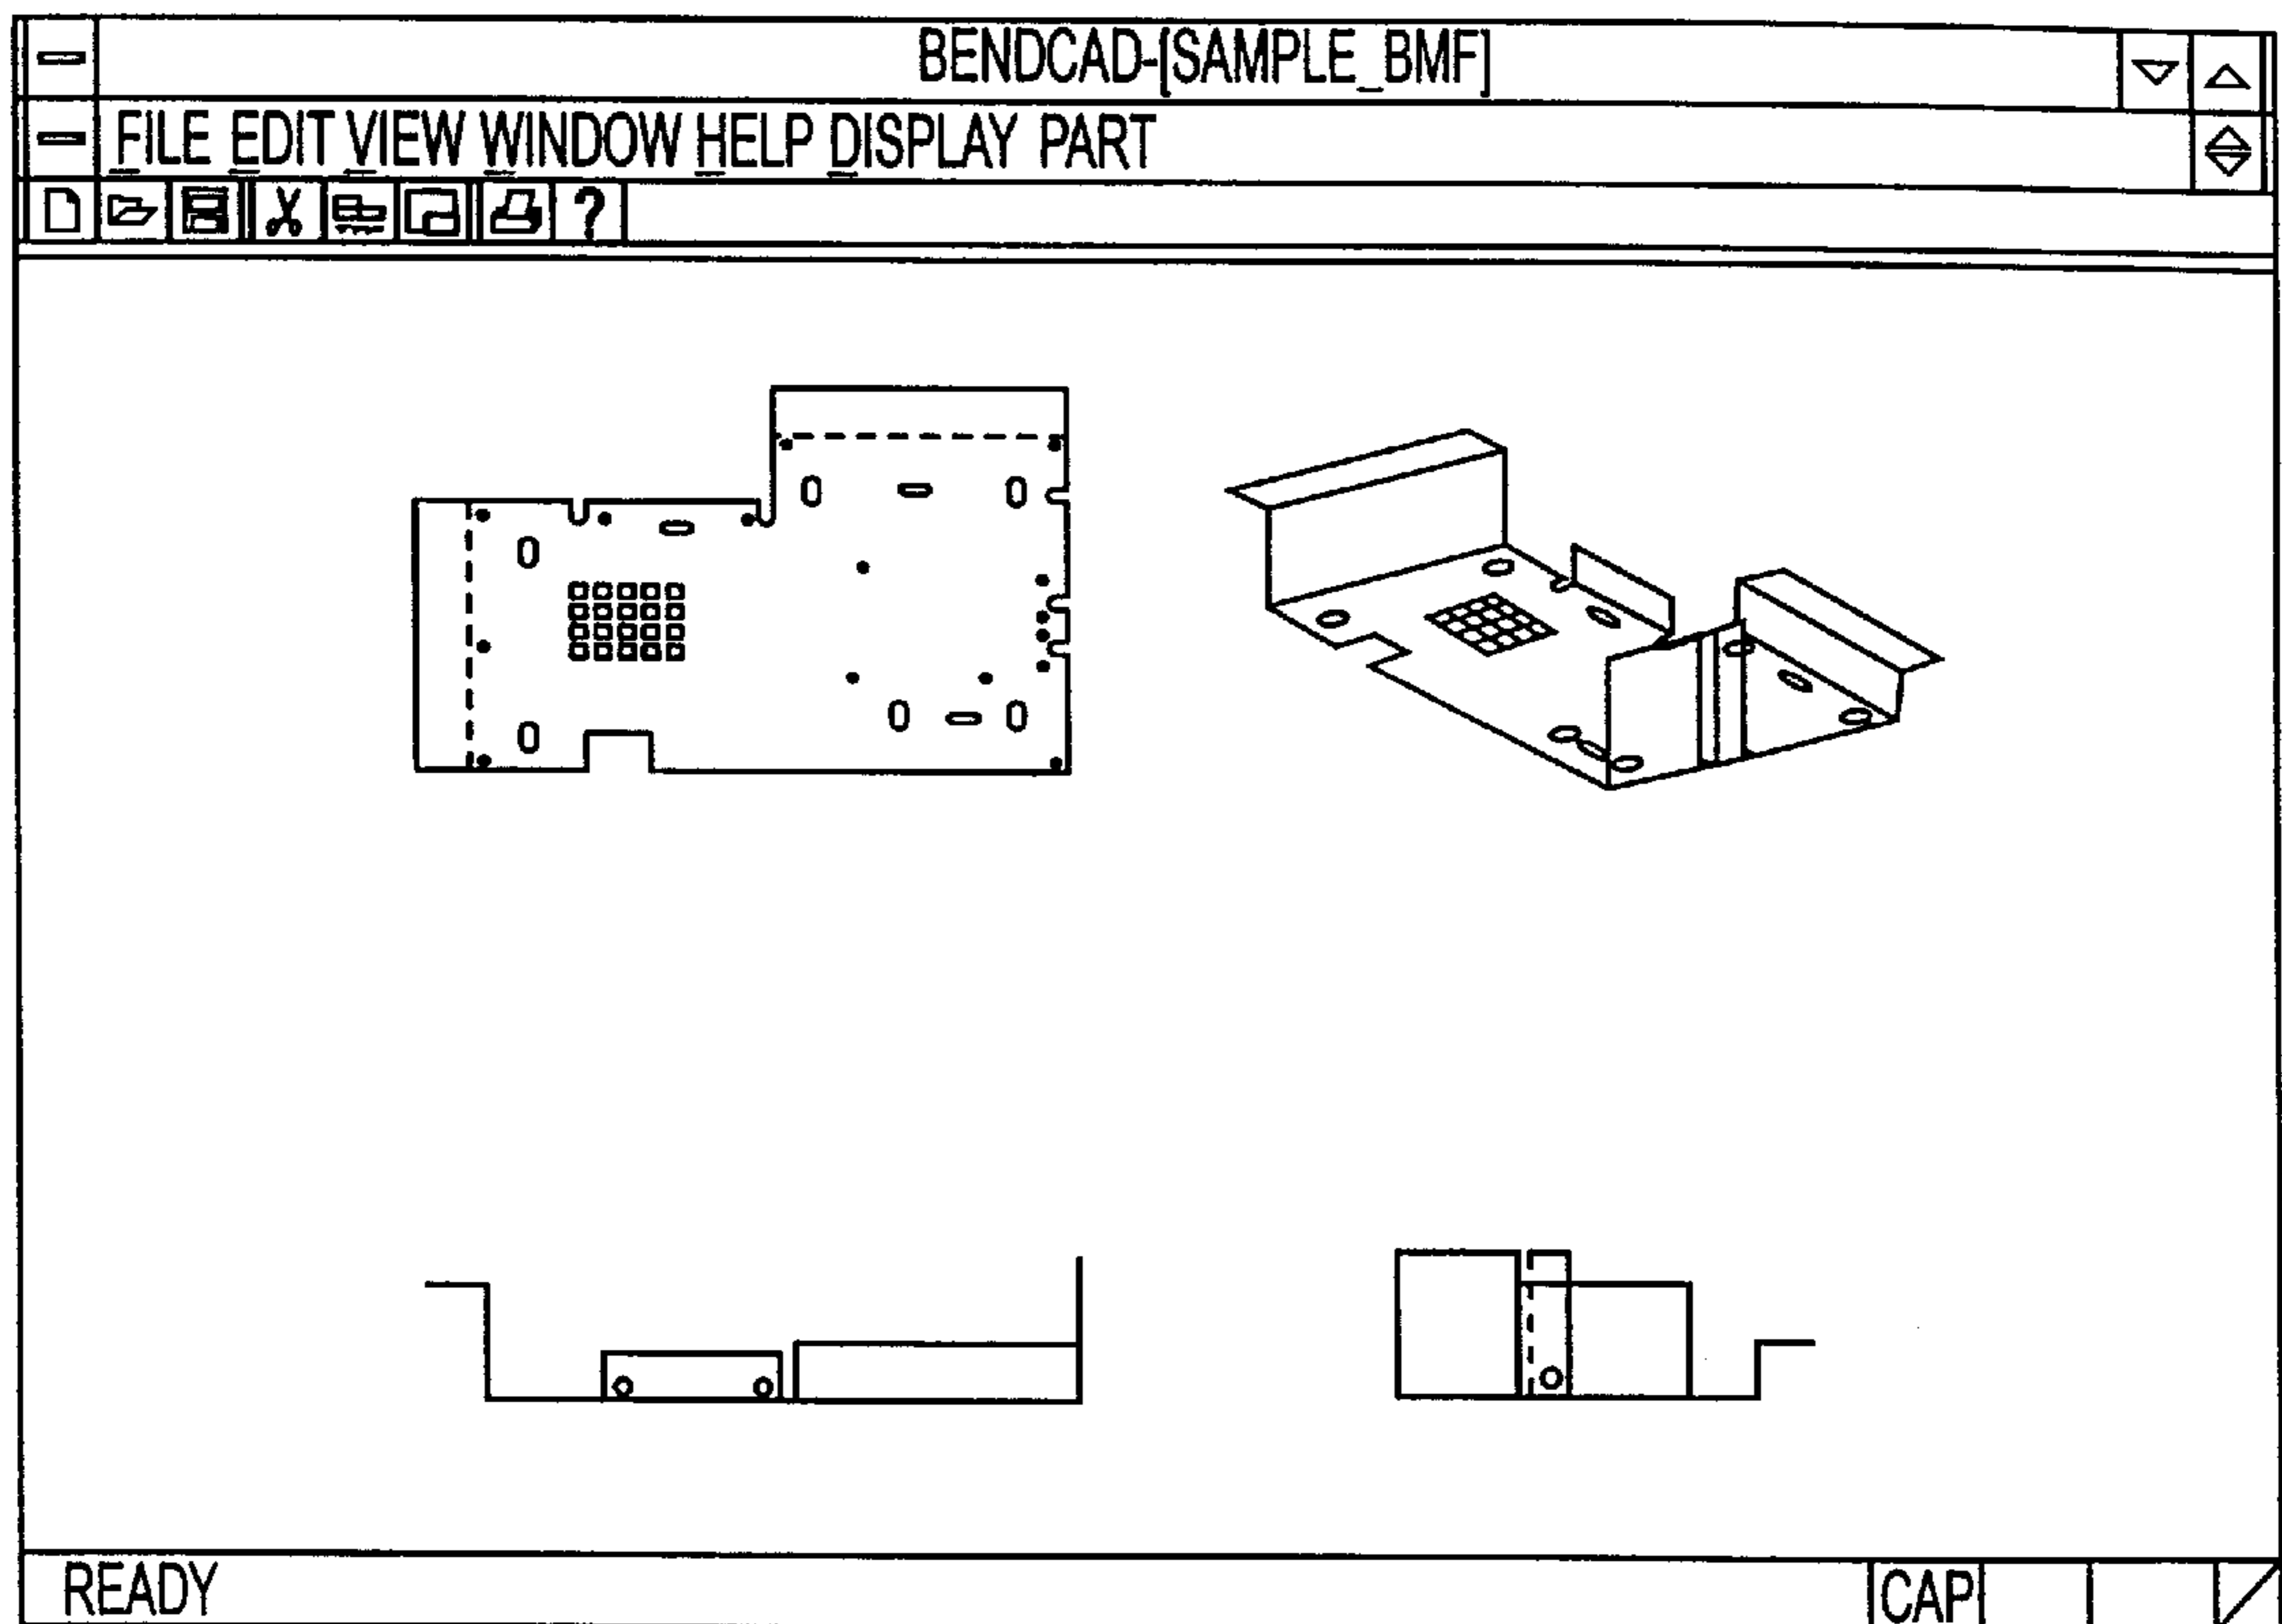 BENDCAD-[SAMPLE_BMF]
FILE EDIT VIEW WINDOW HELP DISPLAY PART
?
READY
CAP